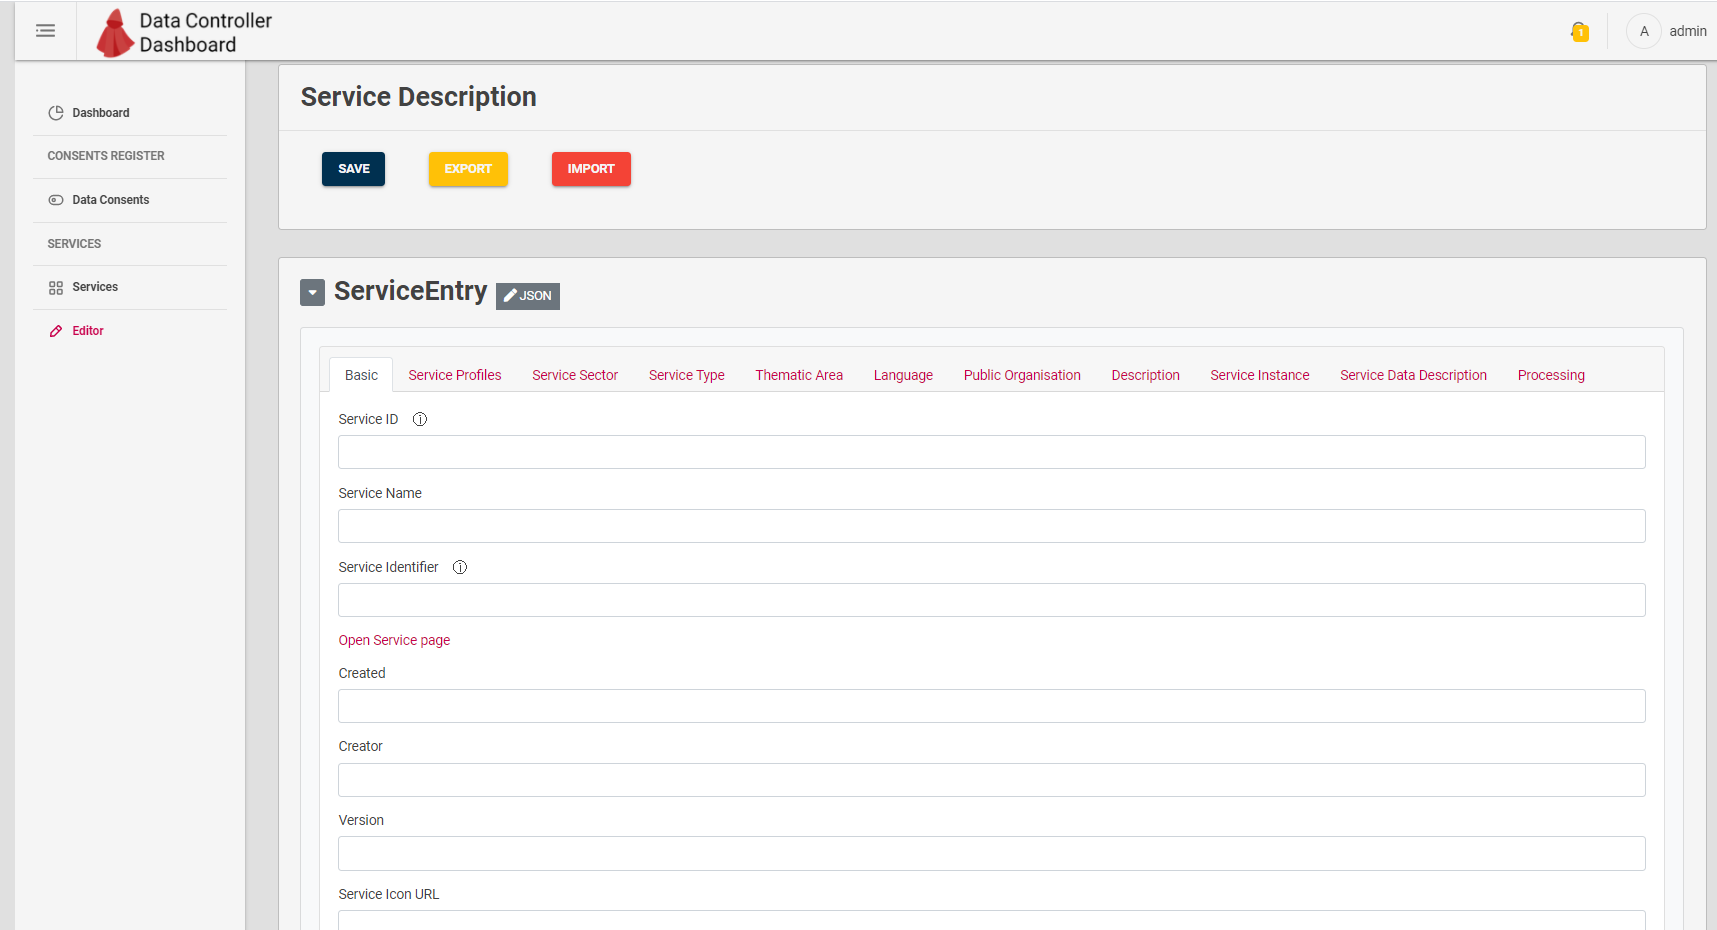 Data Controller
Dashboard
1
A
admin
Dashboard
CONSENTS REGISTER
Data Consents
SERVICES
Services
Editor
Service Description
SAVE
EXPORT
IMPORT
ServiceEntry
JSON
Basic
Service Profiles
Service Sector
Service Type
Thematic Area
Language
Public Organisation
Description
Service Instance
Service Data Description
Processing
Service ID
Service Name
Service Identifier
Open Service page
Created
Creator
Version
Service Icon URL